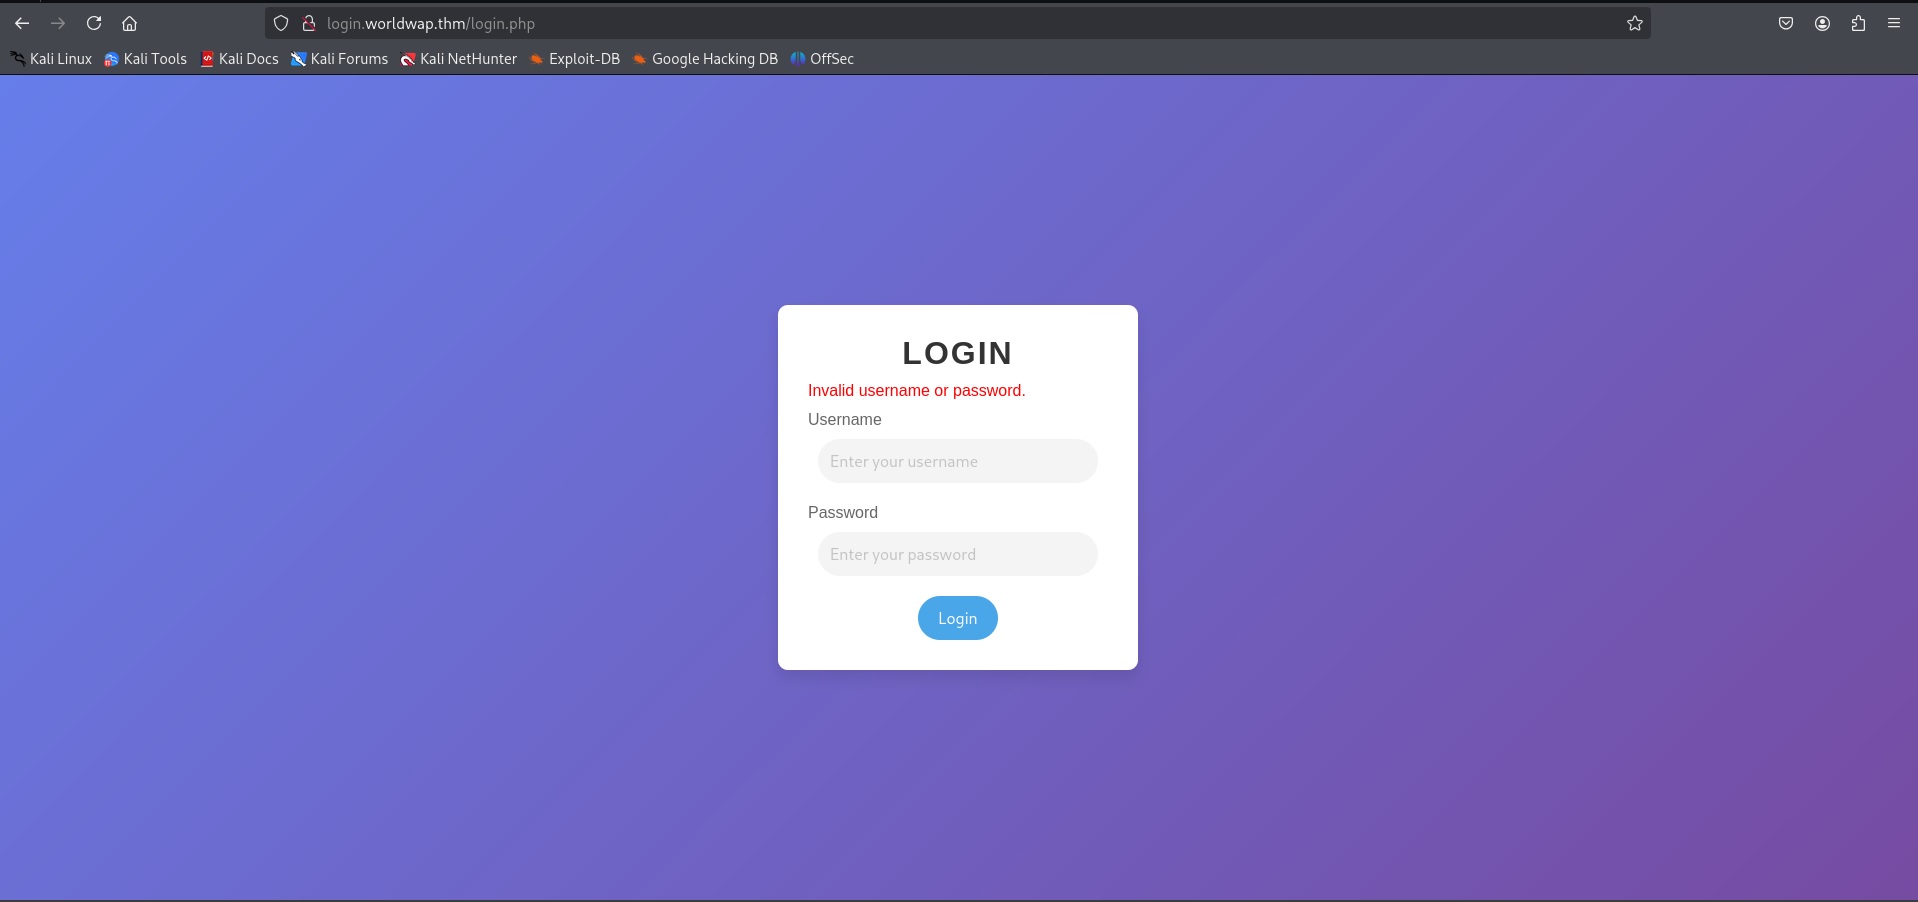 login.worldwap.thm/login.php
Kali Linux Kali Tools Kali Docs Kali Forums Kali NetHunter Exploit-DB Google Hacking DB OffSec
LOGIN
Invalid username or password.
Username
Enter your username
Password
Enter your password
Login